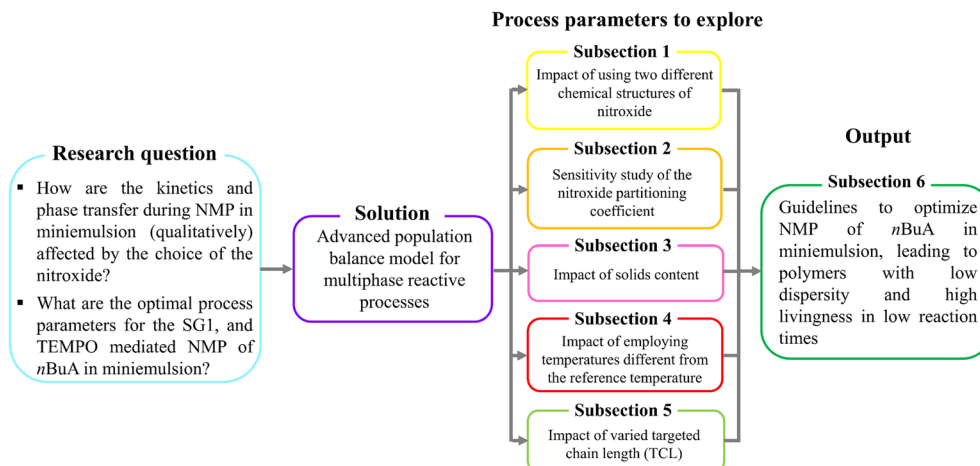 Process parameters to explore
Research question
▪ How are the kinetics and
phase transfer during NMP in
miniemulsion (qualitatively)
affected by the choice of the
nitroxide?
▪ What are the optimal process
parameters for the SG1, and
TEMPO mediated NMP of
nBuA in miniemulsion?
Solution
Advanced population
balance model for
multiphase reactive
processes
Subsection 1
Impact of using two different
chemical structures of
nitroxide
Subsection 2
Sensitivity study of the
nitroxide partitioning
coefficient
Subsection 3
Impact of solids content
Subsection 4
Impact of employing
temperatures different from
the reference temperature
Subsection 5
Impact of varied targeted
chain length (TCL)
Output
Subsection 6
Guidelines to optimize
NMP of nBuA in
miniemulsion, leading to
polymers with low
dispersity and high
livingness in low reaction
times